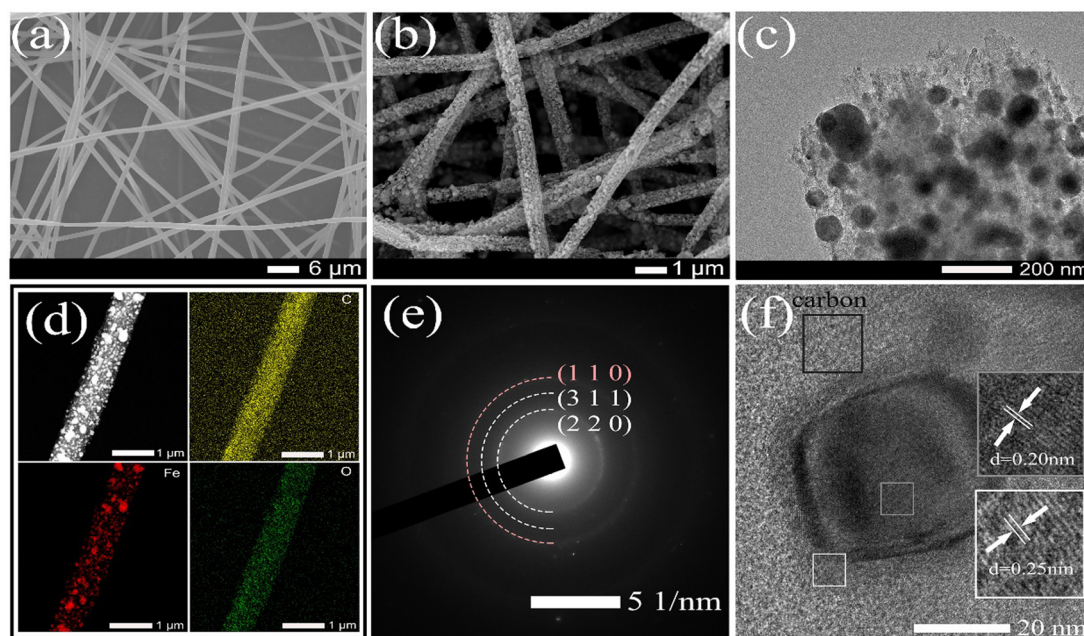 (a)
6 µm
(b)
1 µm
(c)
200 nm
(d)
C
1 µm
1 µm
Fe
1 µm
O
1 µm
(e)
(1 1 0)
(3 1 1)
(2 2 0)
5 1/nm
(f)
carbon
d=0.20nm
d=0.25nm
20 nm